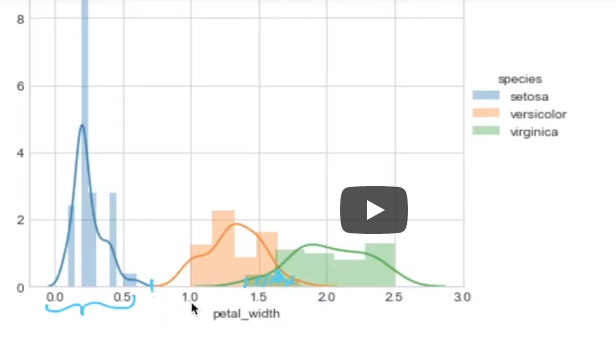 8
6
4
2
0
0.0 0.5 1.0 1.5 2.0 2.5 3.0
petal_width
species
setosa
versicolor
virginica